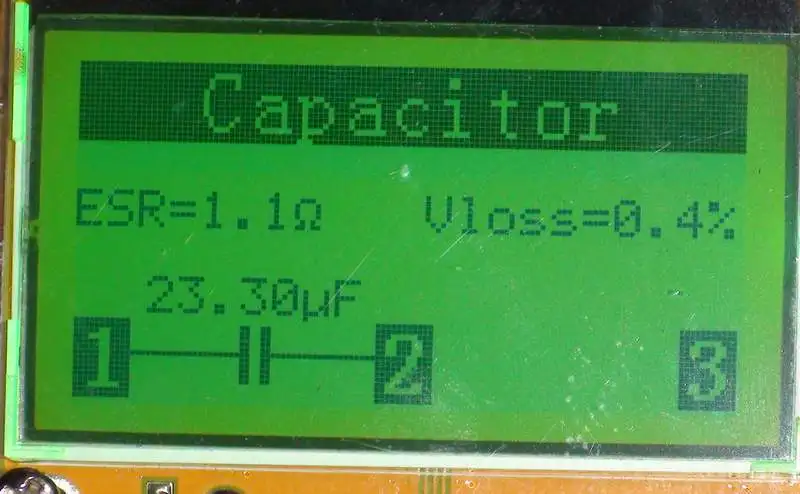 Capacitor
ESR=1.1Ω Vloss=0.4%
23.30µF
1 2 3